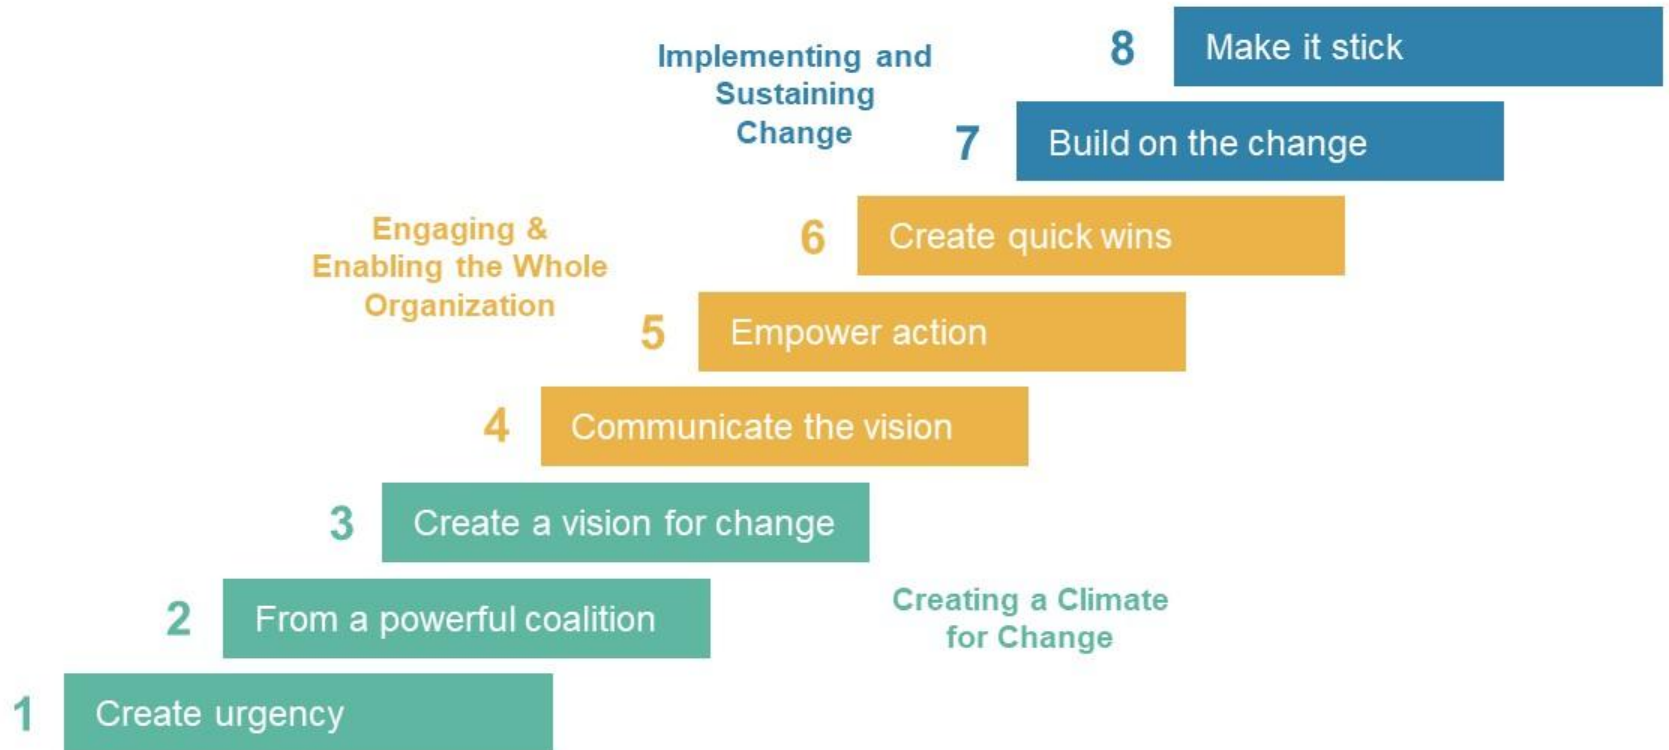 8 Make it stick
Implementing and
Sustaining
Change
7 Build on the change
6 Create quick wins
Engaging &
Enabling the Whole
Organization
5 Empower action
4 Communicate the vision
3 Create a vision for change
2 From a powerful coalition
Creating a Climate
for Change
1 Create urgency